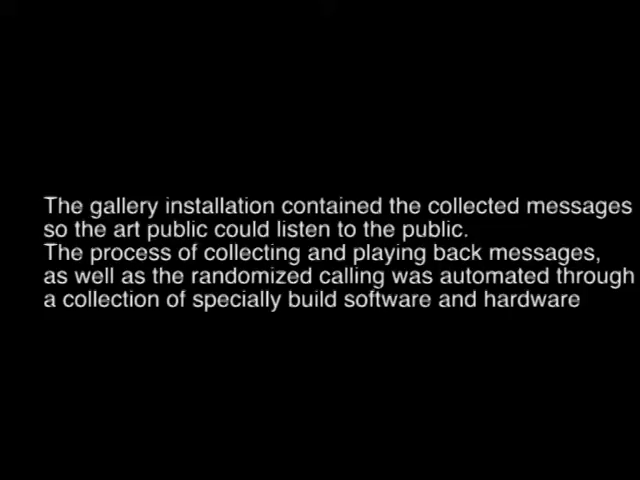 The gallery installation contained the collected messages
so the art public could listen to the public.
The process of collecting and playing back messages,
as well as the randomized calling was automated through
a collection of specially build software and hardware